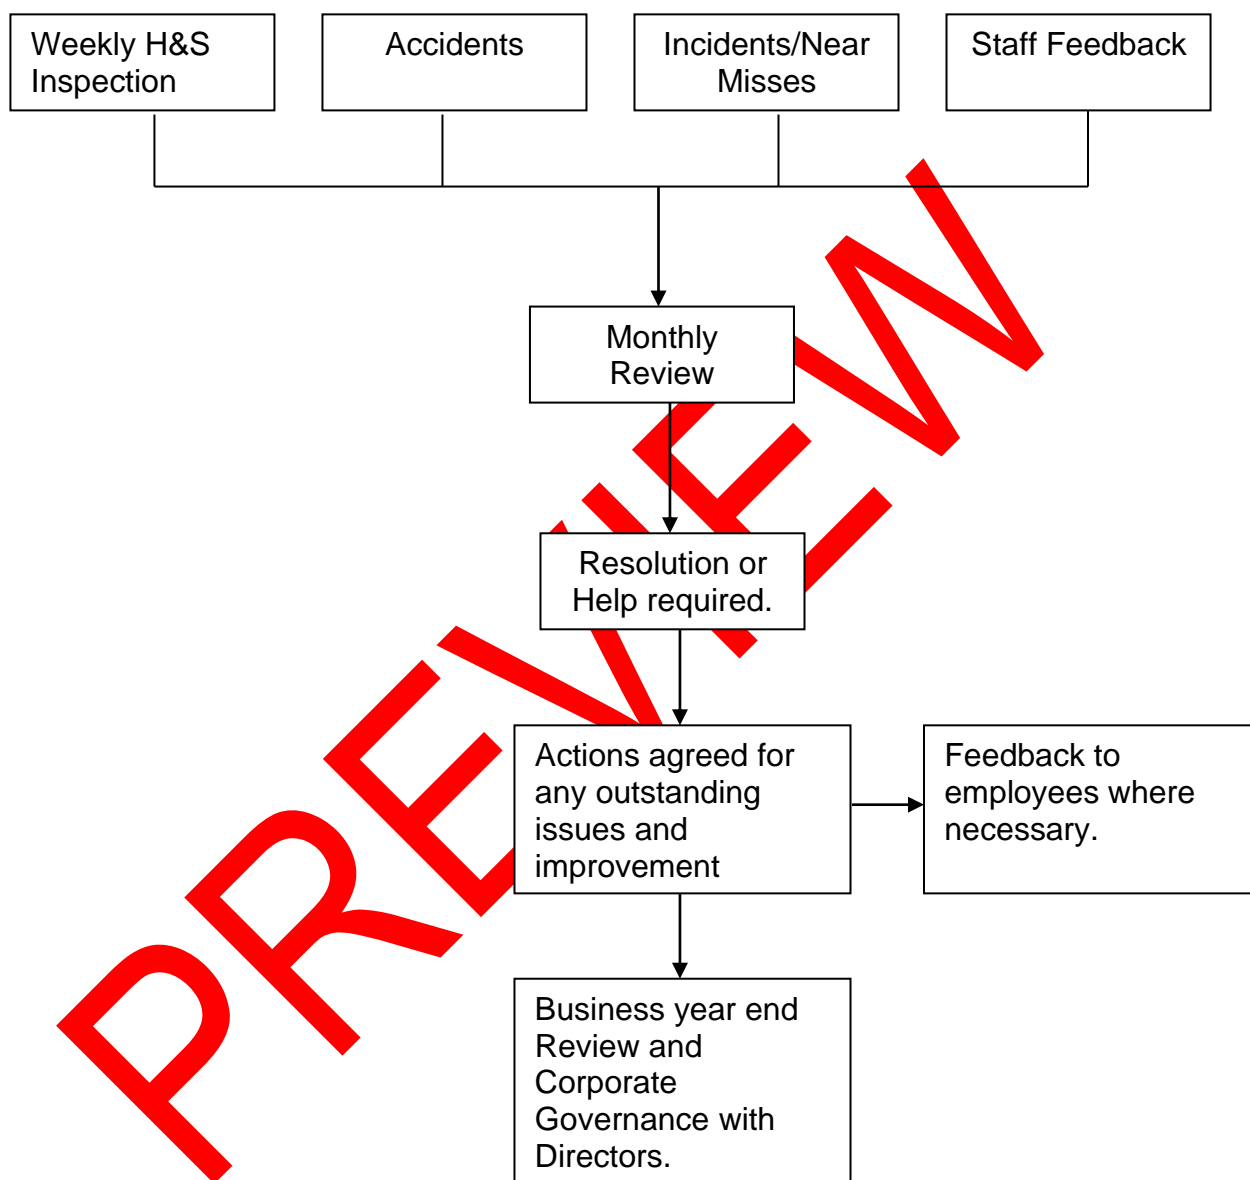 Weekly H&S
Inspection
Accidents
Incidents/Near
Misses
Staff Feedback
Monthly
Review
Resolution or
Help required.
Actions agreed for
any outstanding
issues and
improvement
Feedback to
employees where
necessary.
Business year end
Review and
Corporate
Governance with
Directors.
PREVIEW